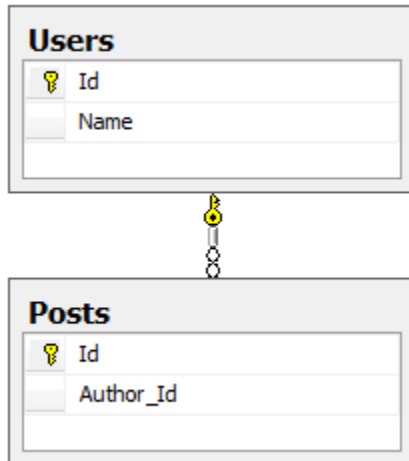 Users
Id
Name
Posts
Id
Author_Id